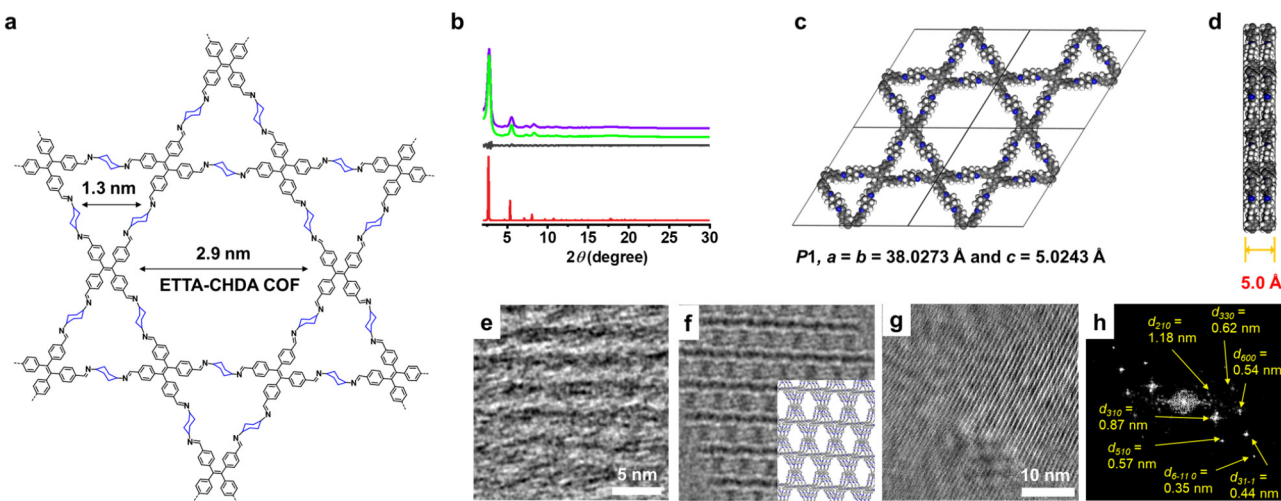 a
1.3 nm
2.9 nm
ETTA-CHDA COF
b
5 10 15 20 25 30
2θ(degree)
c
P1, a = b = 38.0273 Å and c = 5.0243 Å
d
5.0 Å
e
5 nm
f
g
10 nm
h
d210 =
1.18 nm
d330 =
0.62 nm
d600 =
0.54 nm
d310 =
0.87 nm
d510 =
0.57 nm
d6-11 0 =
0.35 nm
d31-1 =
0.44 nm